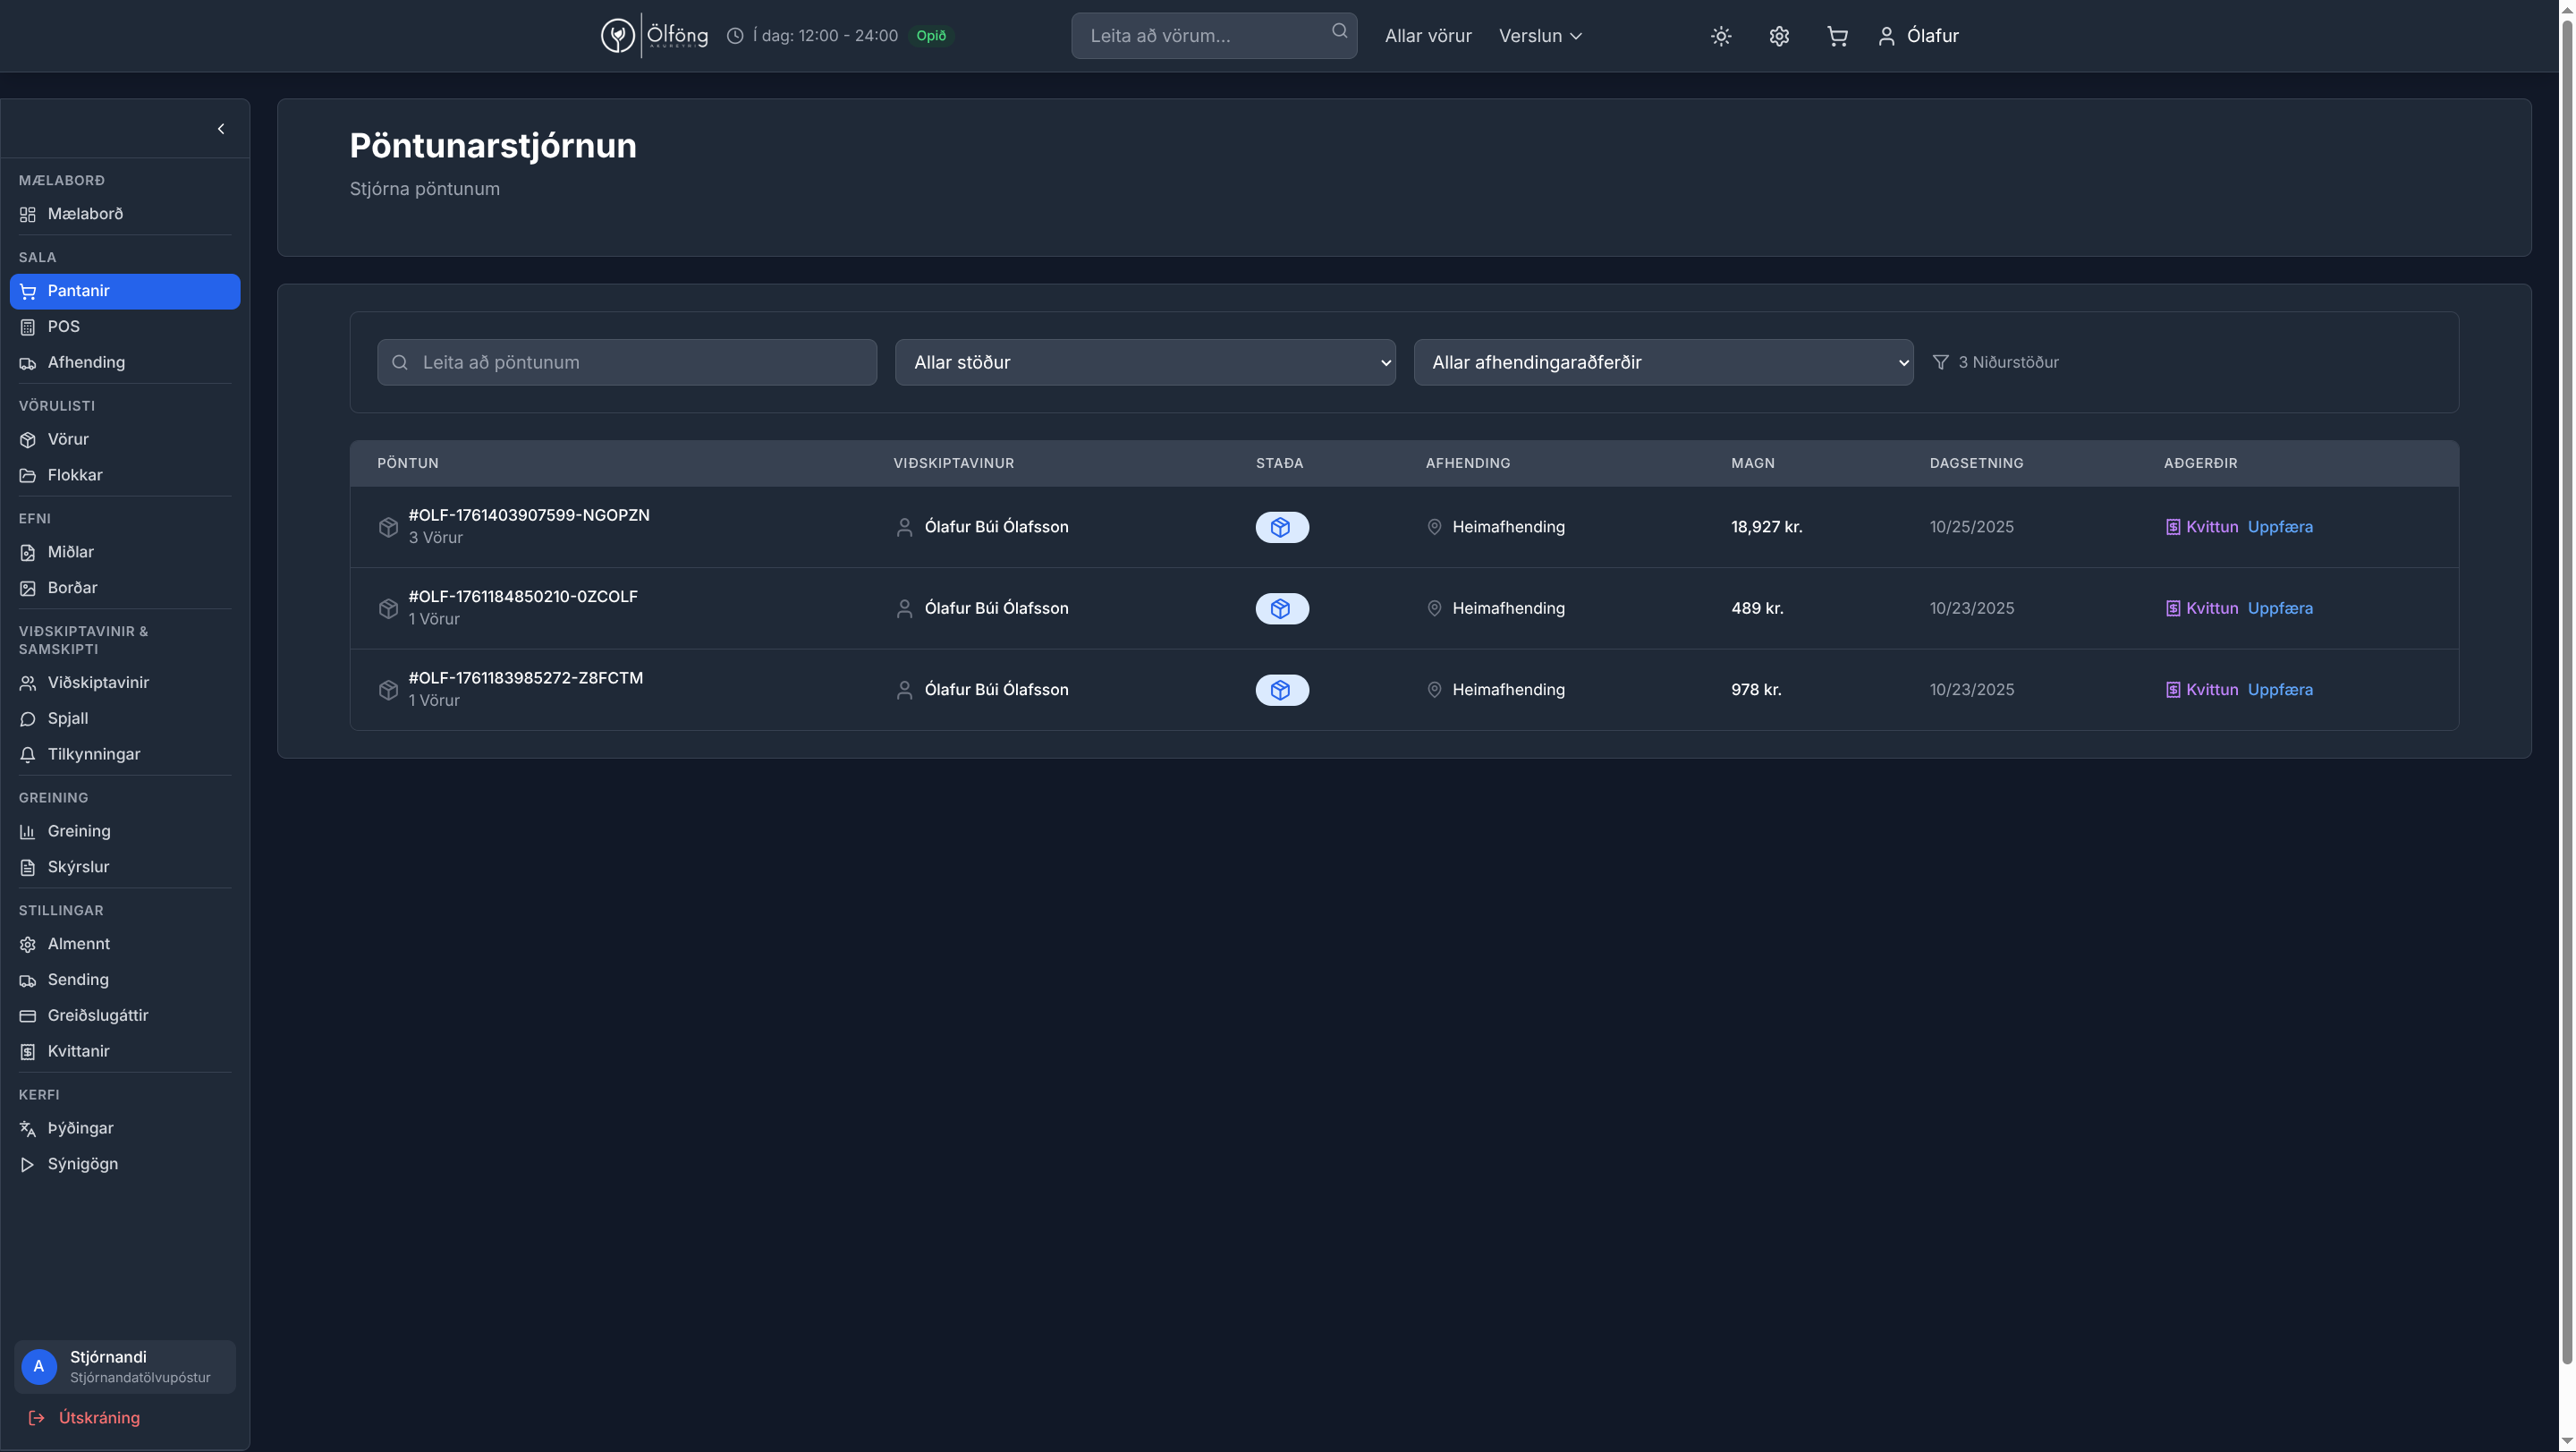 Ölföng
AKUREYRI
Í dag: 12:00 - 24:00
Opið
Leita að vörum...
Allar vörur
Verslun
Ólafur
MÆLABORÐ
Mælaborð
SALA
Pantanir
POS
Afhending
VÖRULISTI
Vörur
Flokkar
EFNI
Miðlar
Borðar
VIÐSKIPTAVINIR &
SAMSKIPTI
Viðskiptavinir
Spjall
Tilkynningar
GREINING
Greining
Skýrslur
STILLINGAR
Almennt
Sending
Greiðslugáttir
Kvittanir
KERFI
Þýðingar
Sýnigögn
A
Stjórnandi
Stjórnandatölvupóstur
Útskráning
Pöntunarstjórnun
Stjórna pöntunum
Leita að pöntunum
Allar stöður
Allar afhendingaraðferðir
3 Niðurstöður
PÖNTUN VIÐSKIPTAVINUR STAÐA AFHENDING MAGN DAGSETNING AÐGERÐIR
#OLF-1761403907599-NGOPZN
3 Vörur
Ólafur Búi Ólafsson Heimafhending 18,927 kr. 10/25/2025 Kvittun Uppfæra
#OLF-1761184850210-0ZCOLF
1 Vörur
Ólafur Búi Ólafsson Heimafhending 489 kr. 10/23/2025 Kvittun Uppfæra
#OLF-1761183985272-Z8FCTM
1 Vörur
Ólafur Búi Ólafsson Heimafhending 978 kr. 10/23/2025 Kvittun Uppfæra